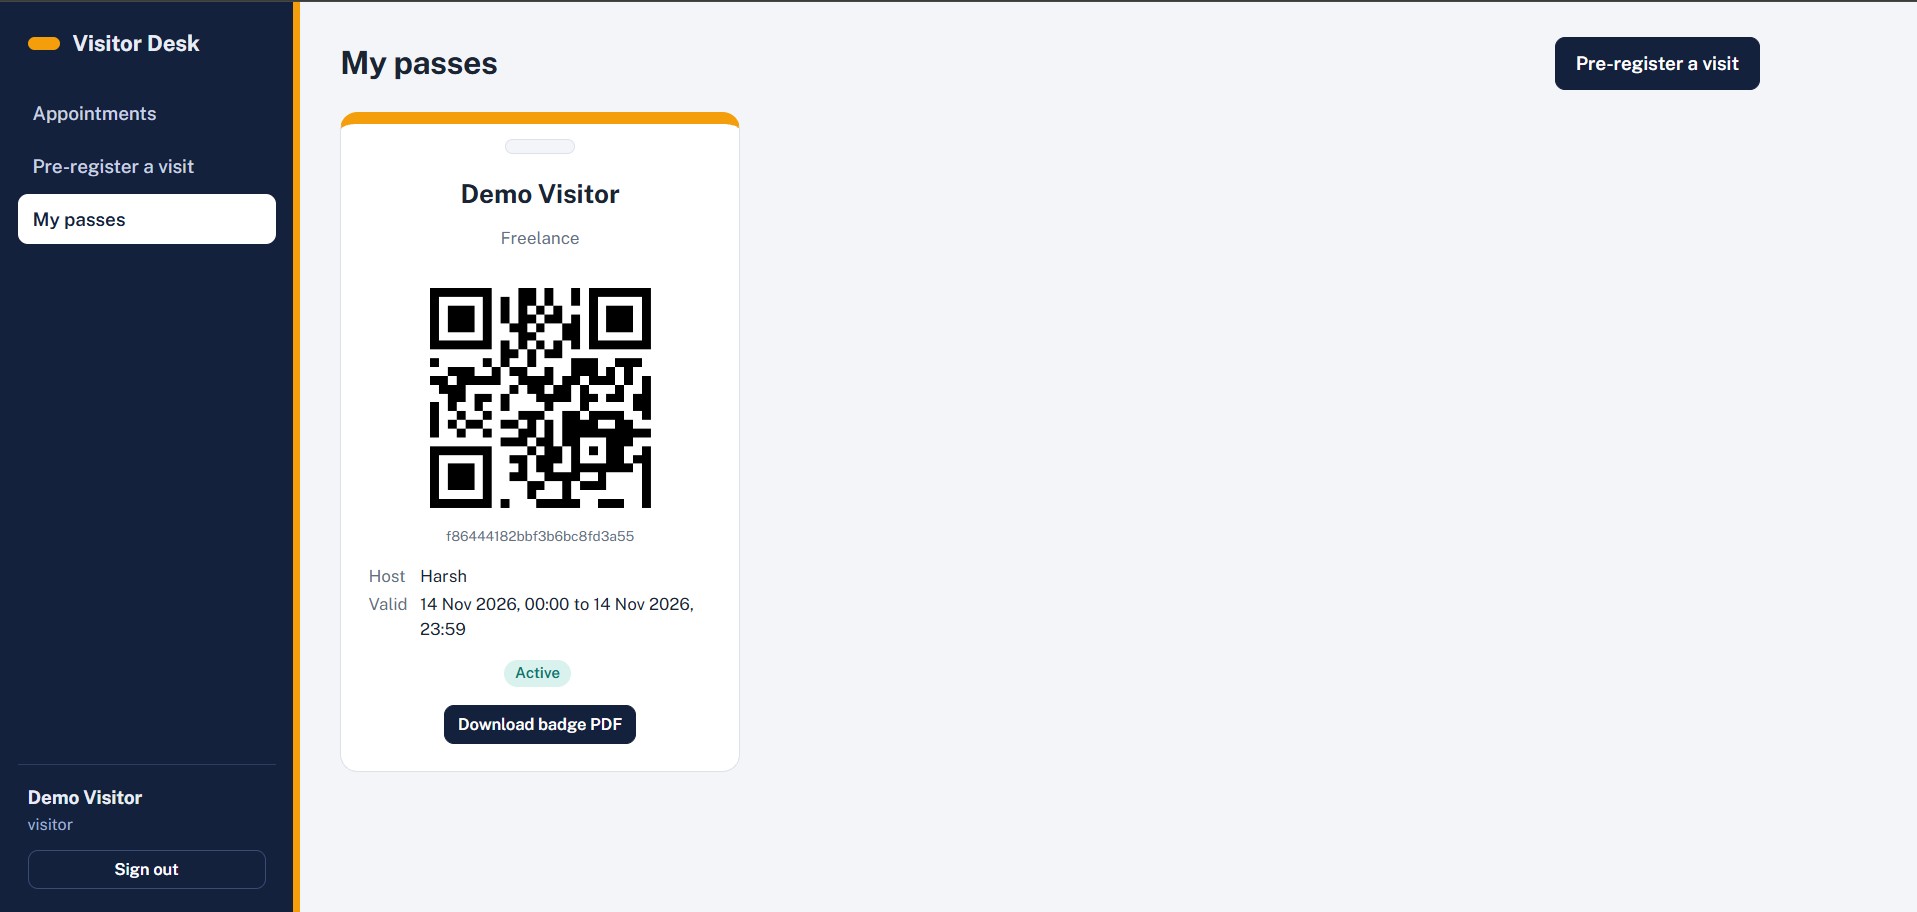 Visitor Desk
Appointments
Pre-register a visit
My passes
Demo Visitor
visitor
Sign out
My passes
Pre-register a visit
Demo Visitor
Freelance
f86444182bbf3b6bc8fd3a55
Host Harsh
Valid 14 Nov 2026, 00:00 to 14 Nov 2026,
23:59
Active
Download badge PDF